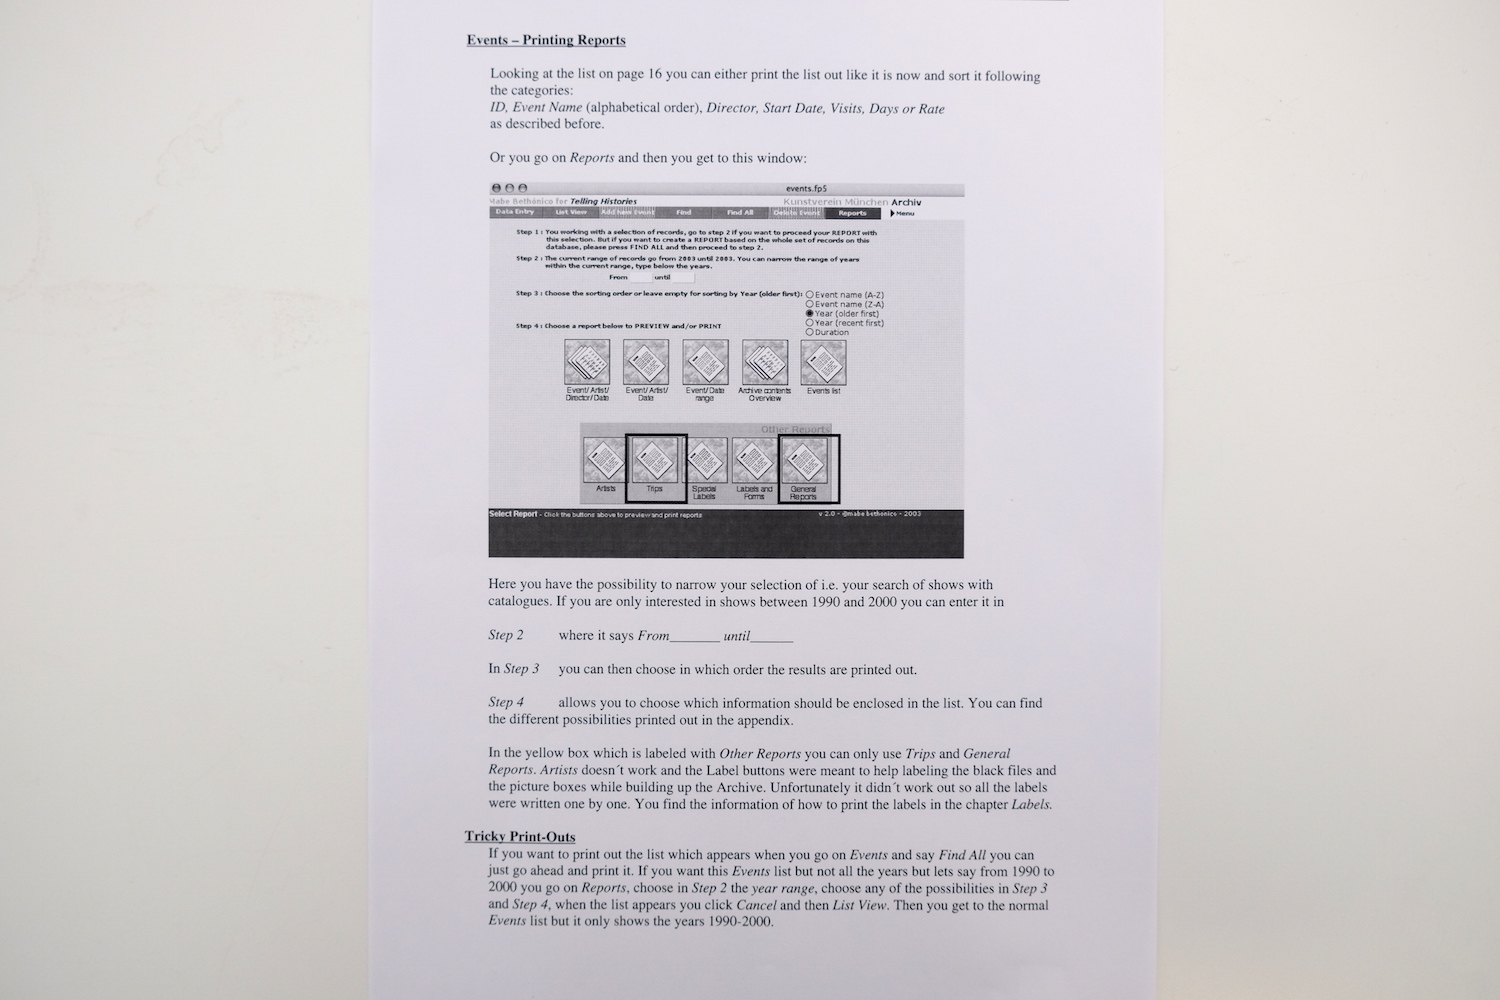 Events – Printing Reports
Looking at the list on page 16 you can either print the list out like it is now and sort it following
the categories:
ID, Event Name (alphabetical order), Director, Start Date, Visits, Days or Rate
as described before.
Or you go on Reports and then you get to this window:
events.fp5
Mabe Bethônico for Telling Histories
Kunstverein München Archiv
Data Entry List View Add New Event Find Find All Delete Event Reports Menu
Step 1 : You working with a selection of records, go to step 2 if you want to proceed your REPORT with
this selection. But if you want to create a REPORT based on the whole set of records on this
database, please press FIND ALL and then proceed to step 2.
Step 2 : The current range of records go from 2003 until 2003. You can narrow the range of years
within the current range, type below the years.
From until
Step 3 : Choose the sorting order or leave empty for sorting by Year (older first):
Event name (A-Z)
Event name (Z-A)
Year (older first)
Year (recent first)
Duration
Step 4 : Choose a report below to PREVIEW and/or PRINT
Event/ Artist/ Event/ Artist/ Event/ Date Archive contents Events list
Director/ Date Date range Overview
Other Reports
Artists Trips Special Labels and General
Labels Forms Reports
Select Report - Click the buttons above to preview and print reports
v 2.0 - ©mabe bethonico - 2003
Here you have the possibility to narrow your selection of i.e. your search of shows with
catalogues. If you are only interested in shows between 1990 and 2000 you can enter it in
Step 2 where it says From_______ until______
In Step 3 you can then choose in which order the results are printed out.
Step 4 allows you to choose which information should be enclosed in the list. You can find
the different possibilities printed out in the appendix.
In the yellow box which is labeled with Other Reports you can only use Trips and General
Reports. Artists doesn´t work and the Label buttons were meant to help labeling the black files and
the picture boxes while building up the Archive. Unfortunately it didn´t work out so all the labels
were written one by one. You find the information of how to print the labels in the chapter Labels.
Tricky Print-Outs
If you want to print out the list which appears when you go on Events and say Find All you can
just go ahead and print it. If you want this Events list but not all the years but lets say from 1990 to
2000 you go on Reports, choose in Step 2 the year range, choose any of the possibilities in Step 3
and Step 4, when the list appears you click Cancel and then List View. Then you get to the normal
Events list but it only shows the years 1990-2000.